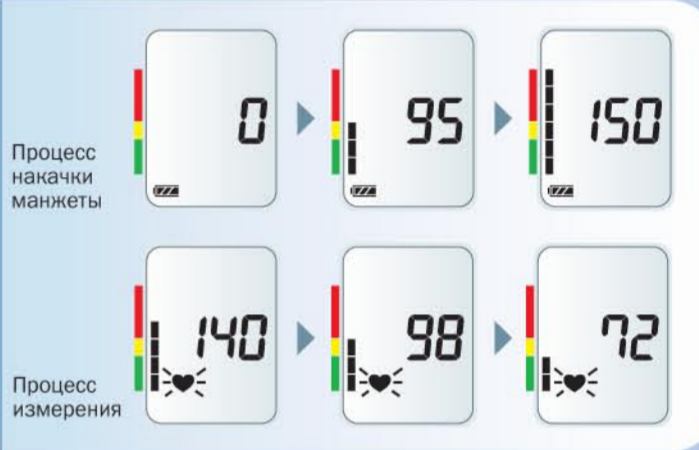 0 95 150
Процесс
накачки
манжеты
140 98 72
Процесс
измерения